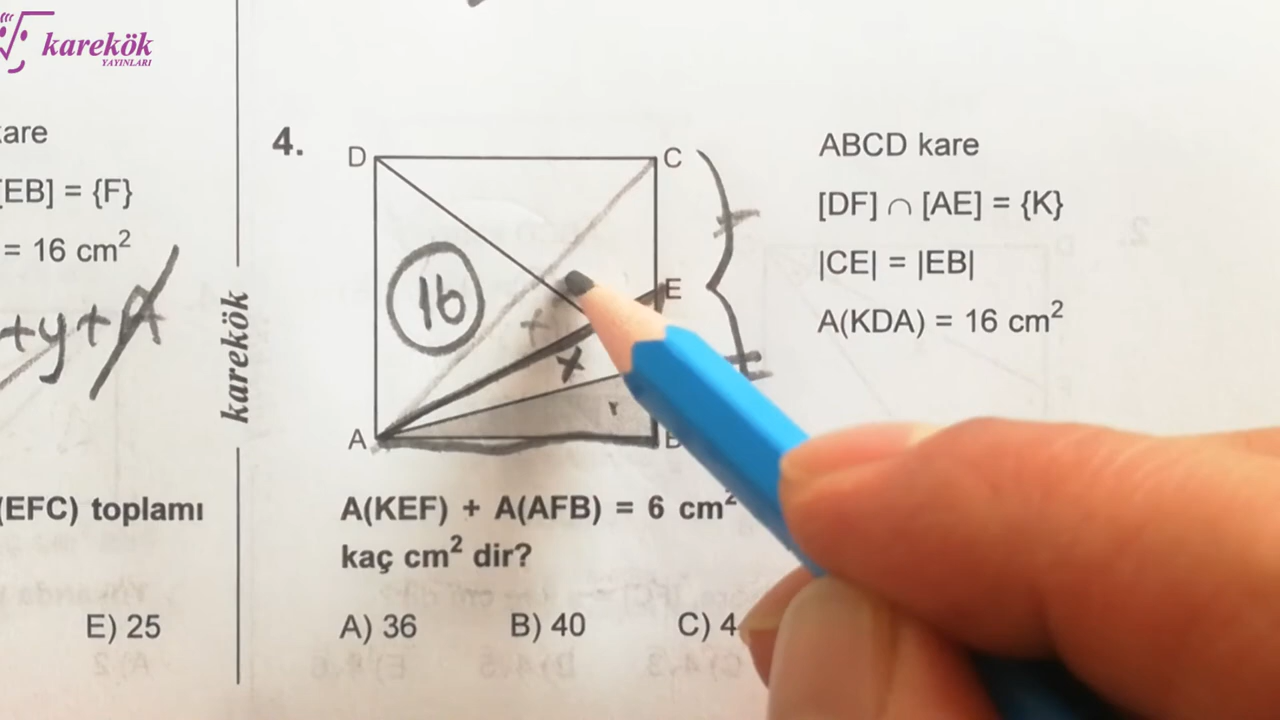 karekök
YAYINLARI
kare
[EB] = {F}
= 16 cm²
+y+A
(EFC) toplamı
E) 25
karekök
4.
D
C
E
A
B
16
x
x
ABCD kare
[DF] ∩ [AE] = {K}
|CE| = |EB|
A(KDA) = 16 cm²
A(KEF) + A(AFB) = 6 cm²
kaç cm² dir?
A) 36 B) 40 C) 4